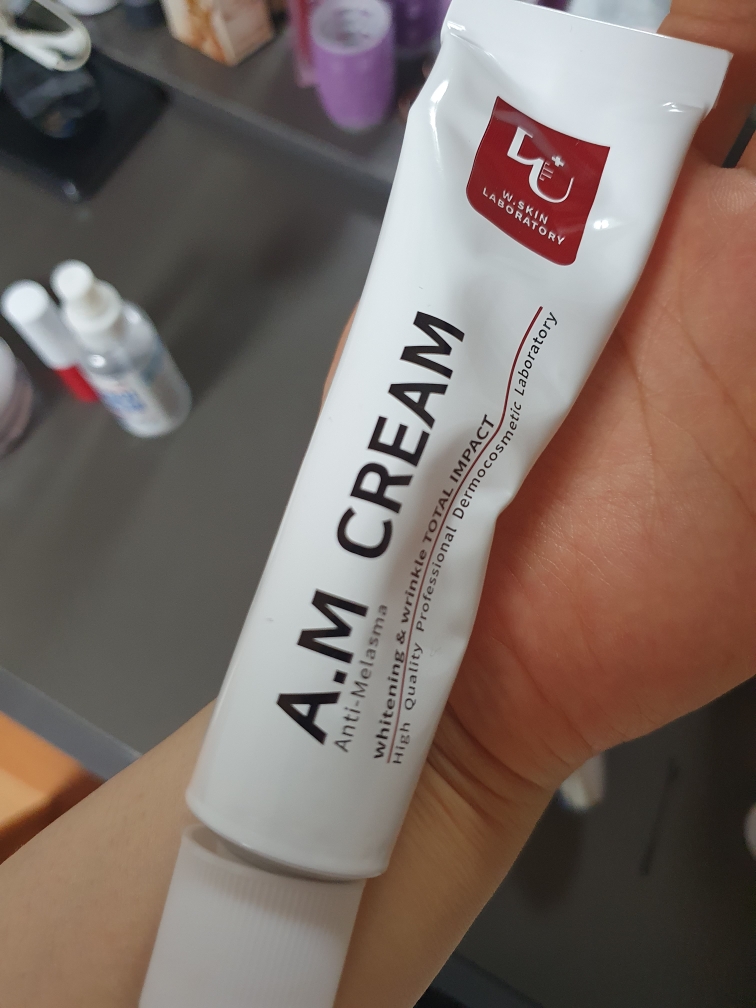 W.SKIN
LABORATORY
A.M CREAM
Anti-Melasma
Whitening & wrinkle TOTAL IMPACT
High Quality Professional Dermocosmetic Laboratory